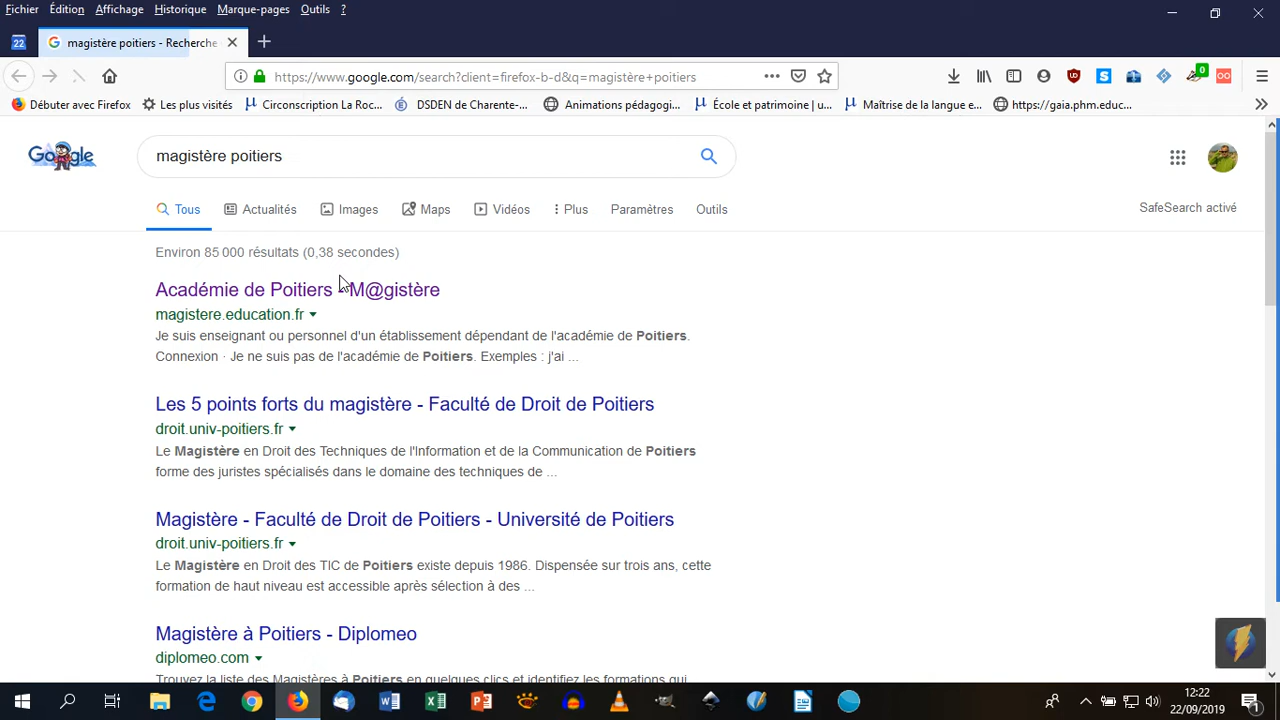 Fichier Édition Affichage Historique Marque-pages Outils ?
22 magistère poitiers - Recherche
https://www.google.com/search?client=firefox-b-d&q=magistère+poitiers 0
Débuter avec Firefox Les plus visités Circonscription La Roc... DSDEN de Charente-... Animations pédagogi... École et patrimoine | u... Maîtrise de la langue e... https://gaia.phm.educ...
Google magistère poitiers
Tous Actualités Images Maps Vidéos Plus Paramètres Outils SafeSearch activé
Environ 85 000 résultats (0,38 secondes)
Académie de Poitiers - M@gistère
magistere.education.fr
Je suis enseignant ou personnel d'un établissement dépendant de l'académie de Poitiers.
Connexion · Je ne suis pas de l'académie de Poitiers. Exemples : j'ai ...
Les 5 points forts du magistère - Faculté de Droit de Poitiers
droit.univ-poitiers.fr
Le Magistère en Droit des Techniques de l'Information et de la Communication de Poitiers
forme des juristes spécialisés dans le domaine des techniques de ...
Magistère - Faculté de Droit de Poitiers - Université de Poitiers
droit.univ-poitiers.fr
Le Magistère en Droit des TIC de Poitiers existe depuis 1986. Dispensée sur trois ans, cette
formation de haut niveau est accessible après sélection à des ...
Magistère à Poitiers - Diplomeo
diplomeo.com
Trouvez la liste des Magistères à Poitiers en quelques clics et identifiez les formations qui
12:22
22/09/2019
1